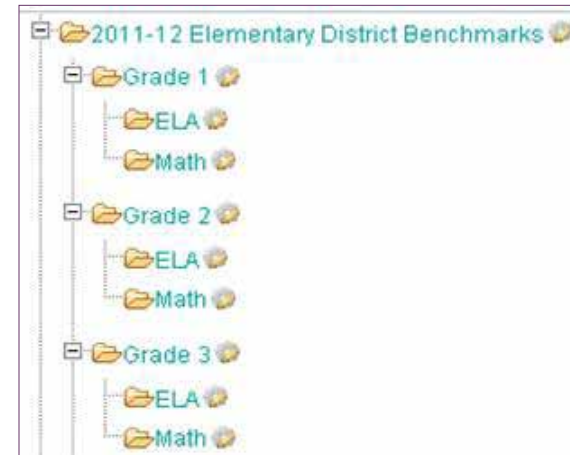 2011-12 Elementary District Benchmarks
Grade 1
ELA
Math
Grade 2
ELA
Math
Grade 3
ELA
Math